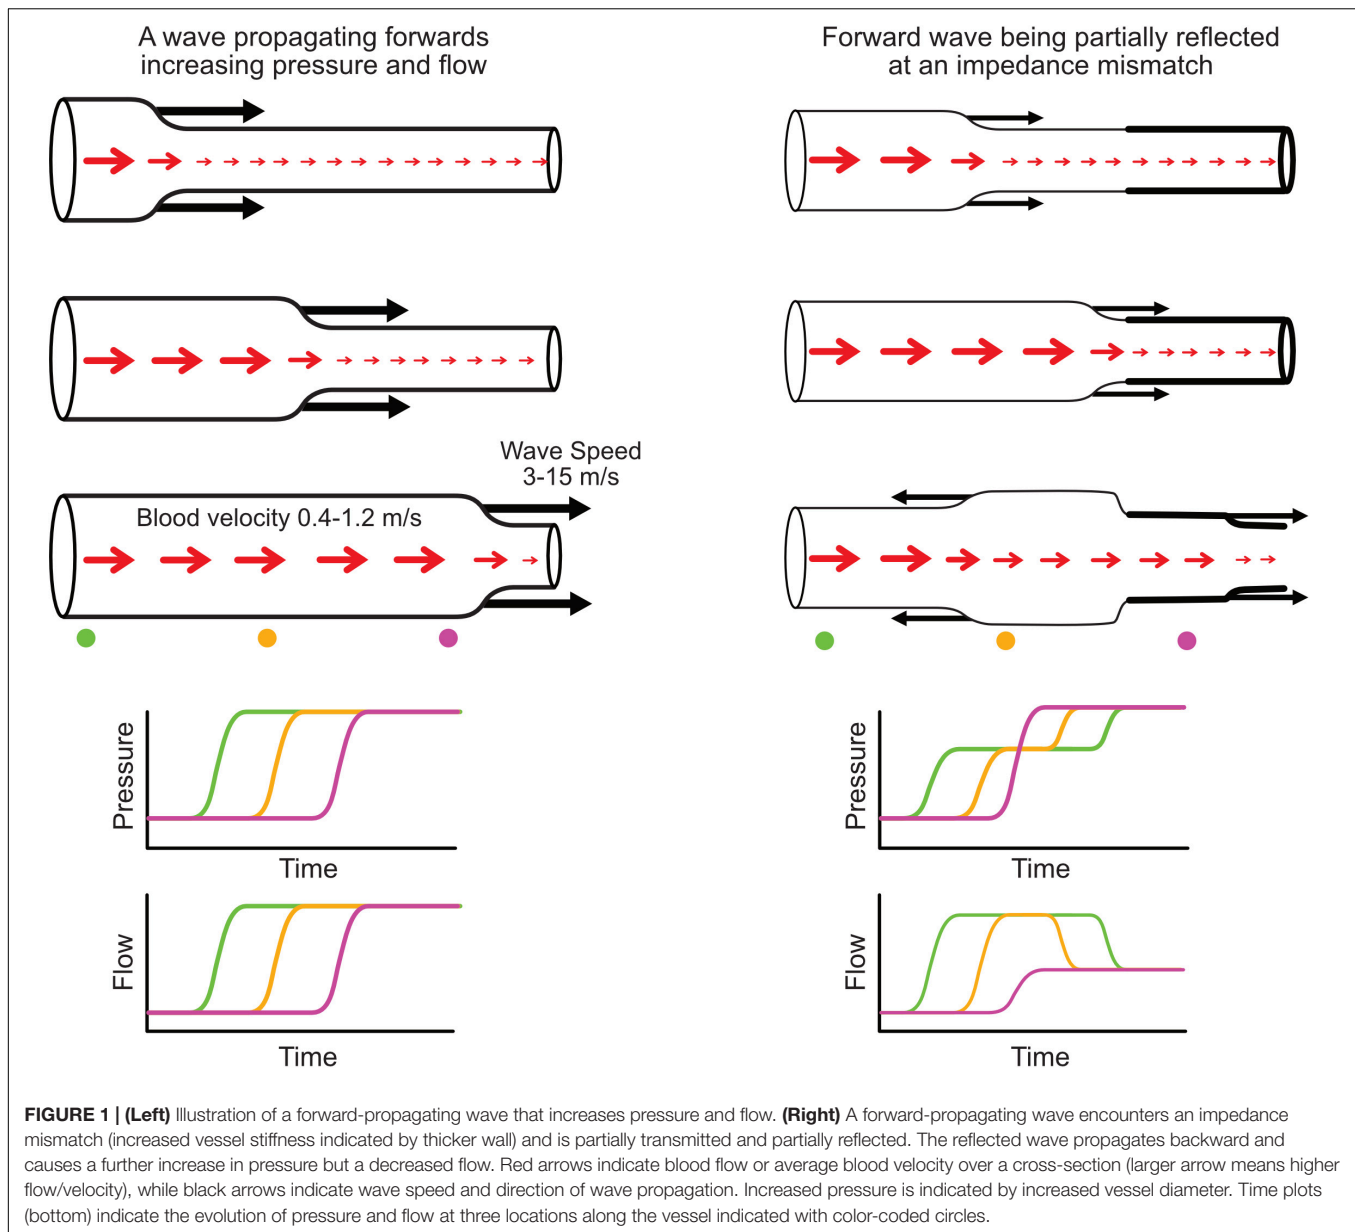 A wave propagating forwards
increasing pressure and flow
Forward wave being partially reflected
at an impedance mismatch
Wave Speed
3-15 m/s
Blood velocity 0.4-1.2 m/s
Pressure
Time
Flow
Time
Pressure
Time
Flow
Time
FIGURE 1 | (Left) Illustration of a forward-propagating wave that increases pressure and flow. (Right) A forward-propagating wave encounters an impedance
mismatch (increased vessel stiffness indicated by thicker wall) and is partially transmitted and partially reflected. The reflected wave propagates backward and
causes a further increase in pressure but a decreased flow. Red arrows indicate blood flow or average blood velocity over a cross-section (larger arrow means higher
flow/velocity), while black arrows indicate wave speed and direction of wave propagation. Increased pressure is indicated by increased vessel diameter. Time plots
(bottom) indicate the evolution of pressure and flow at three locations along the vessel indicated with color-coded circles.